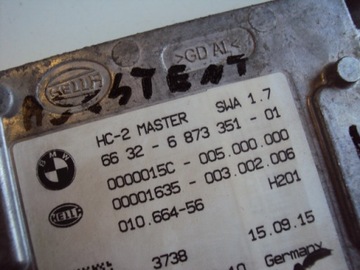 >GD AL<
HELLA
ASSISTENT
HC-2 MASTER SWA 1.7
BMW
66 32 - 6 873 351 - 01
0000015C - 005.000.000
00001635 - 003.002.006
HELLA
010.664-56 H201
3738 15.09.15
Germany